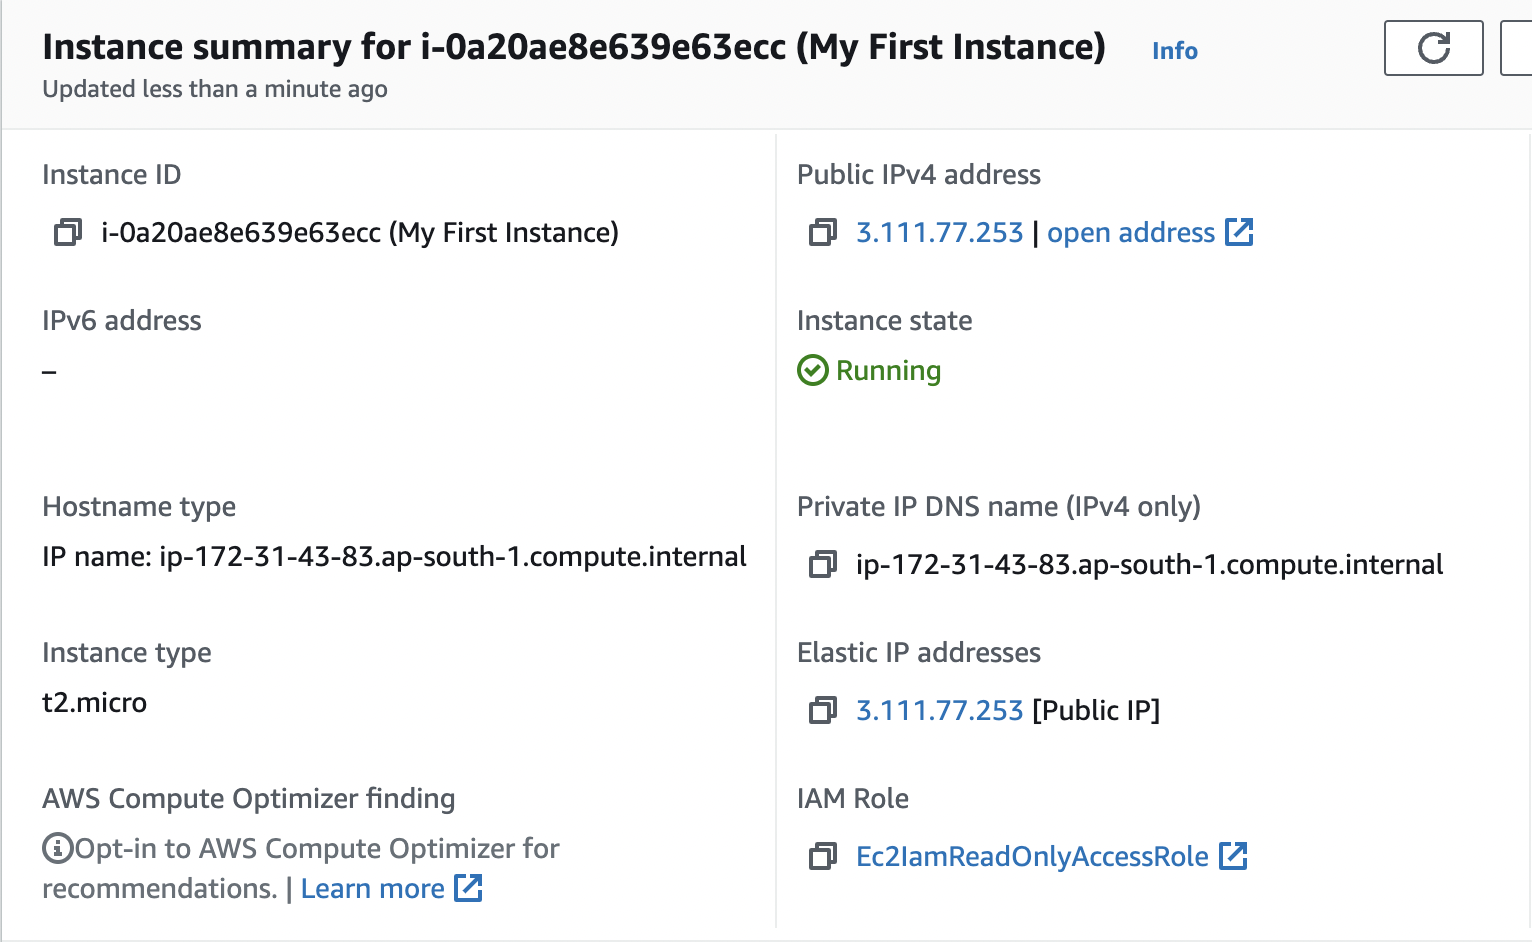 Instance summary for i-0a20ae8e639e63ecc (My First Instance) Info
Updated less than a minute ago
Instance ID
i-0a20ae8e639e63ecc (My First Instance)
Public IPv4 address
3.111.77.253 | open address
IPv6 address
–
Instance state
Running
Hostname type
IP name: ip-172-31-43-83.ap-south-1.compute.internal
Private IP DNS name (IPv4 only)
ip-172-31-43-83.ap-south-1.compute.internal
Instance type
t2.micro
Elastic IP addresses
3.111.77.253 [Public IP]
AWS Compute Optimizer finding
Opt-in to AWS Compute Optimizer for
recommendations. | Learn more
IAM Role
Ec2IamReadOnlyAccessRole